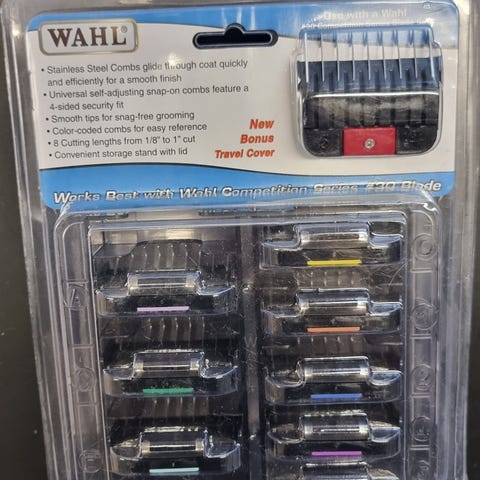 WAHL
Use with a Wahl
• Stainless Steel Combs glide through coat quickly
and efficiently for a smooth finish
• Universal self-adjusting snap-on combs feature a
4-sided security fit
• Smooth tips for snag-free grooming
• Color-coded combs for easy reference
• 8 Cutting lengths from 1/8" to 1" cut
• Convenient storage stand with lid
New
Bonus
Travel Cover
Works Best with Wahl Competition Series #30 Blade